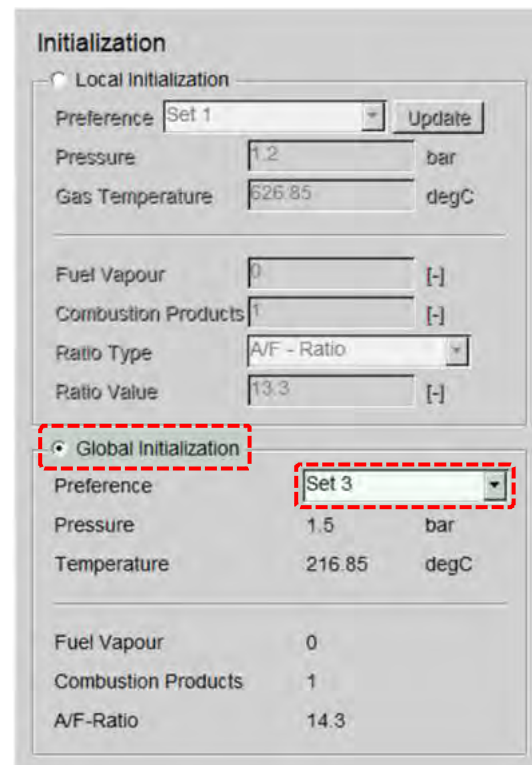 Initialization
Local Initialization
Preference Set 1 Update
Pressure 1.2 bar
Gas Temperature 626.85 degC
Fuel Vapour 0 [-]
Combustion Products 1 [-]
Ratio Type A/F - Ratio
Ratio Value 13.3 [-]
Global Initialization
Preference Set 3
Pressure 1.5 bar
Temperature 216.85 degC
Fuel Vapour 0
Combustion Products 1
A/F-Ratio 14.3